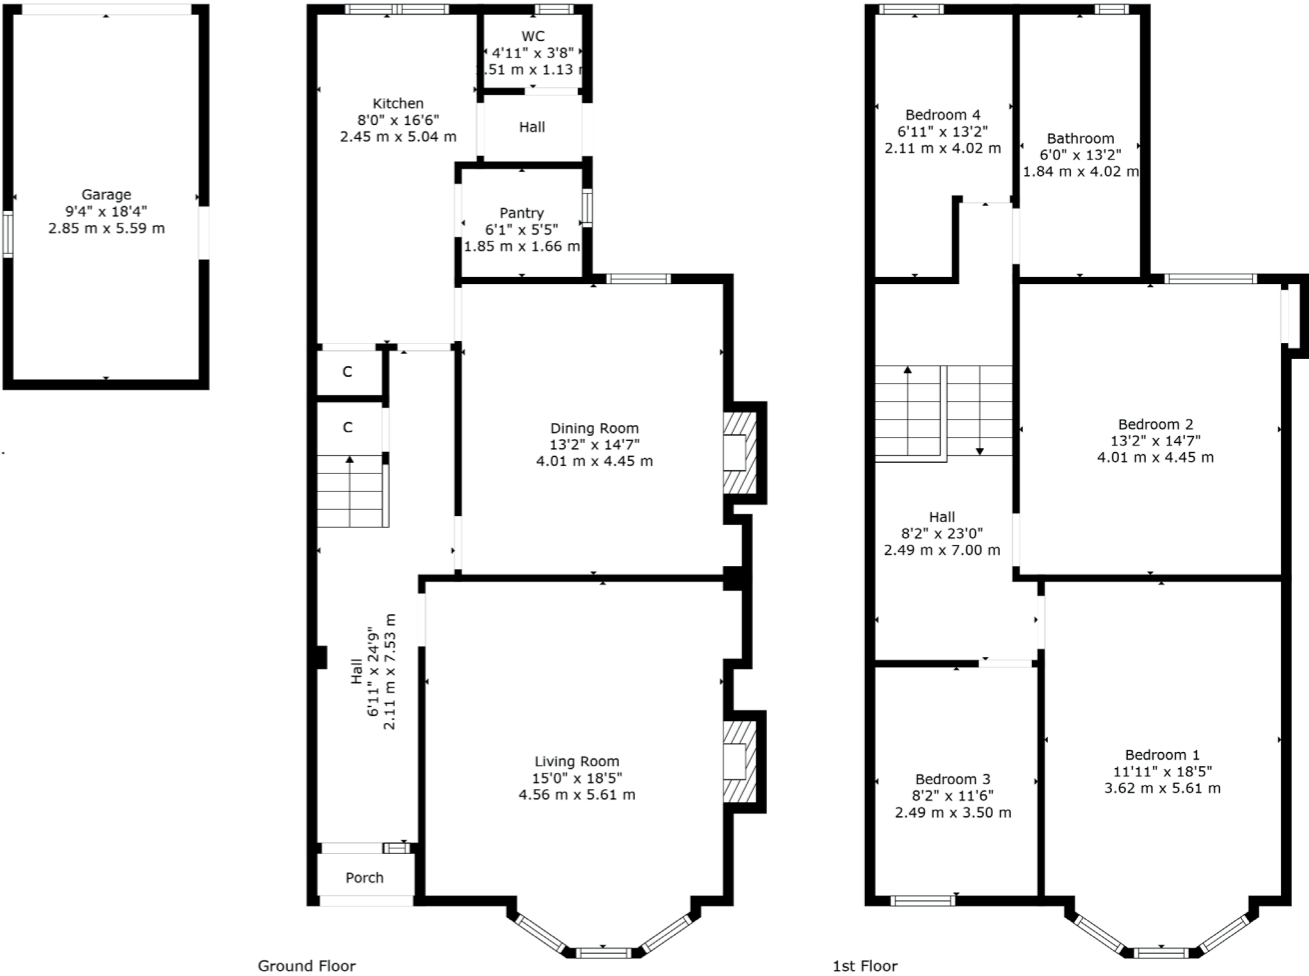 Garage
9'4" x 18'4"
2.85 m x 5.59 m
WC
4'11" x 3'8"
.51 m x 1.13
Hall
Kitchen
8'0" x 16'6"
2.45 m x 5.04 m
Pantry
6'1" x 5'5"
1.85 m x 1.66 m
C
C
Dining Room
13'2" x 14'7"
4.01 m x 4.45 m
Hall
6'11" x 24'9"
2.11 m x 7.53 m
Living Room
15'0" x 18'5"
4.56 m x 5.61 m
Porch
Ground Floor
Bedroom 4
6'11" x 13'2"
2.11 m x 4.02 m
Bathroom
6'0" x 13'2"
1.84 m x 4.02 m
Bedroom 2
13'2" x 14'7"
4.01 m x 4.45 m
Hall
8'2" x 23'0"
2.49 m x 7.00 m
Bedroom 1
11'11" x 18'5"
3.62 m x 5.61 m
Bedroom 3
8'2" x 11'6"
2.49 m x 3.50 m
1st Floor